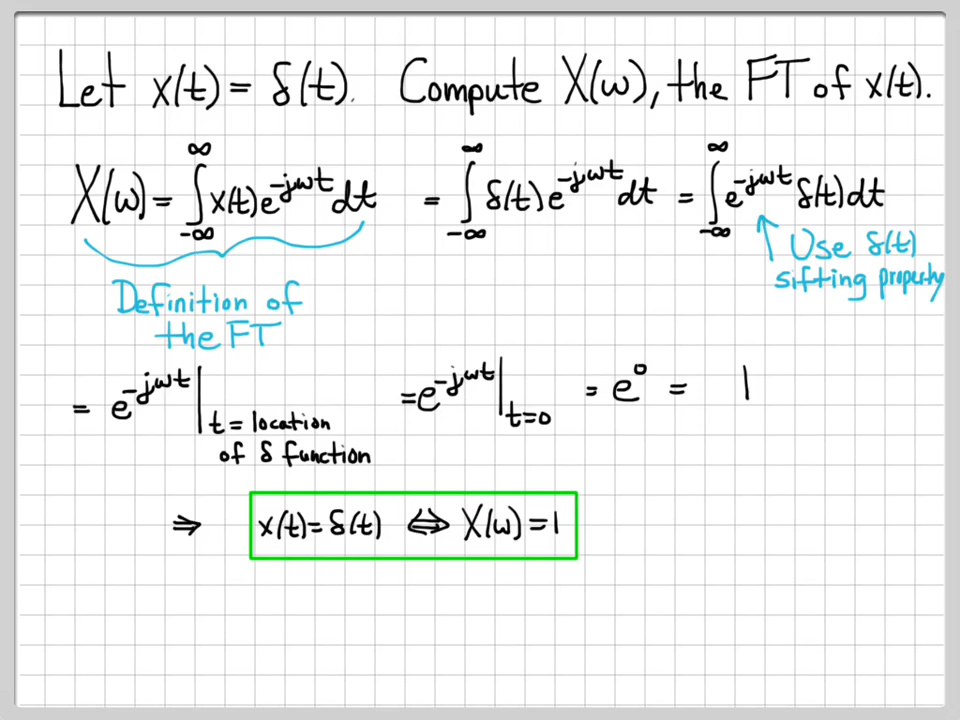 Let x(t) = δ(t). Compute X(ω), the FT of x(t).
X(ω) = ∫_{-∞}^{∞} x(t) e^{-jωt} dt = ∫_{-∞}^{∞} δ(t) e^{-jωt} dt = ∫_{-∞}^{∞} e^{-jωt} δ(t) dt
↑ Use δ(t)
sifting property
Definition of
the FT
= e^{-jωt} |_{t = location of δ function} = e^{-jωt} |_{t=0} = e^0 = 1
⇒ x(t) = δ(t) ⇔ X(ω) = 1